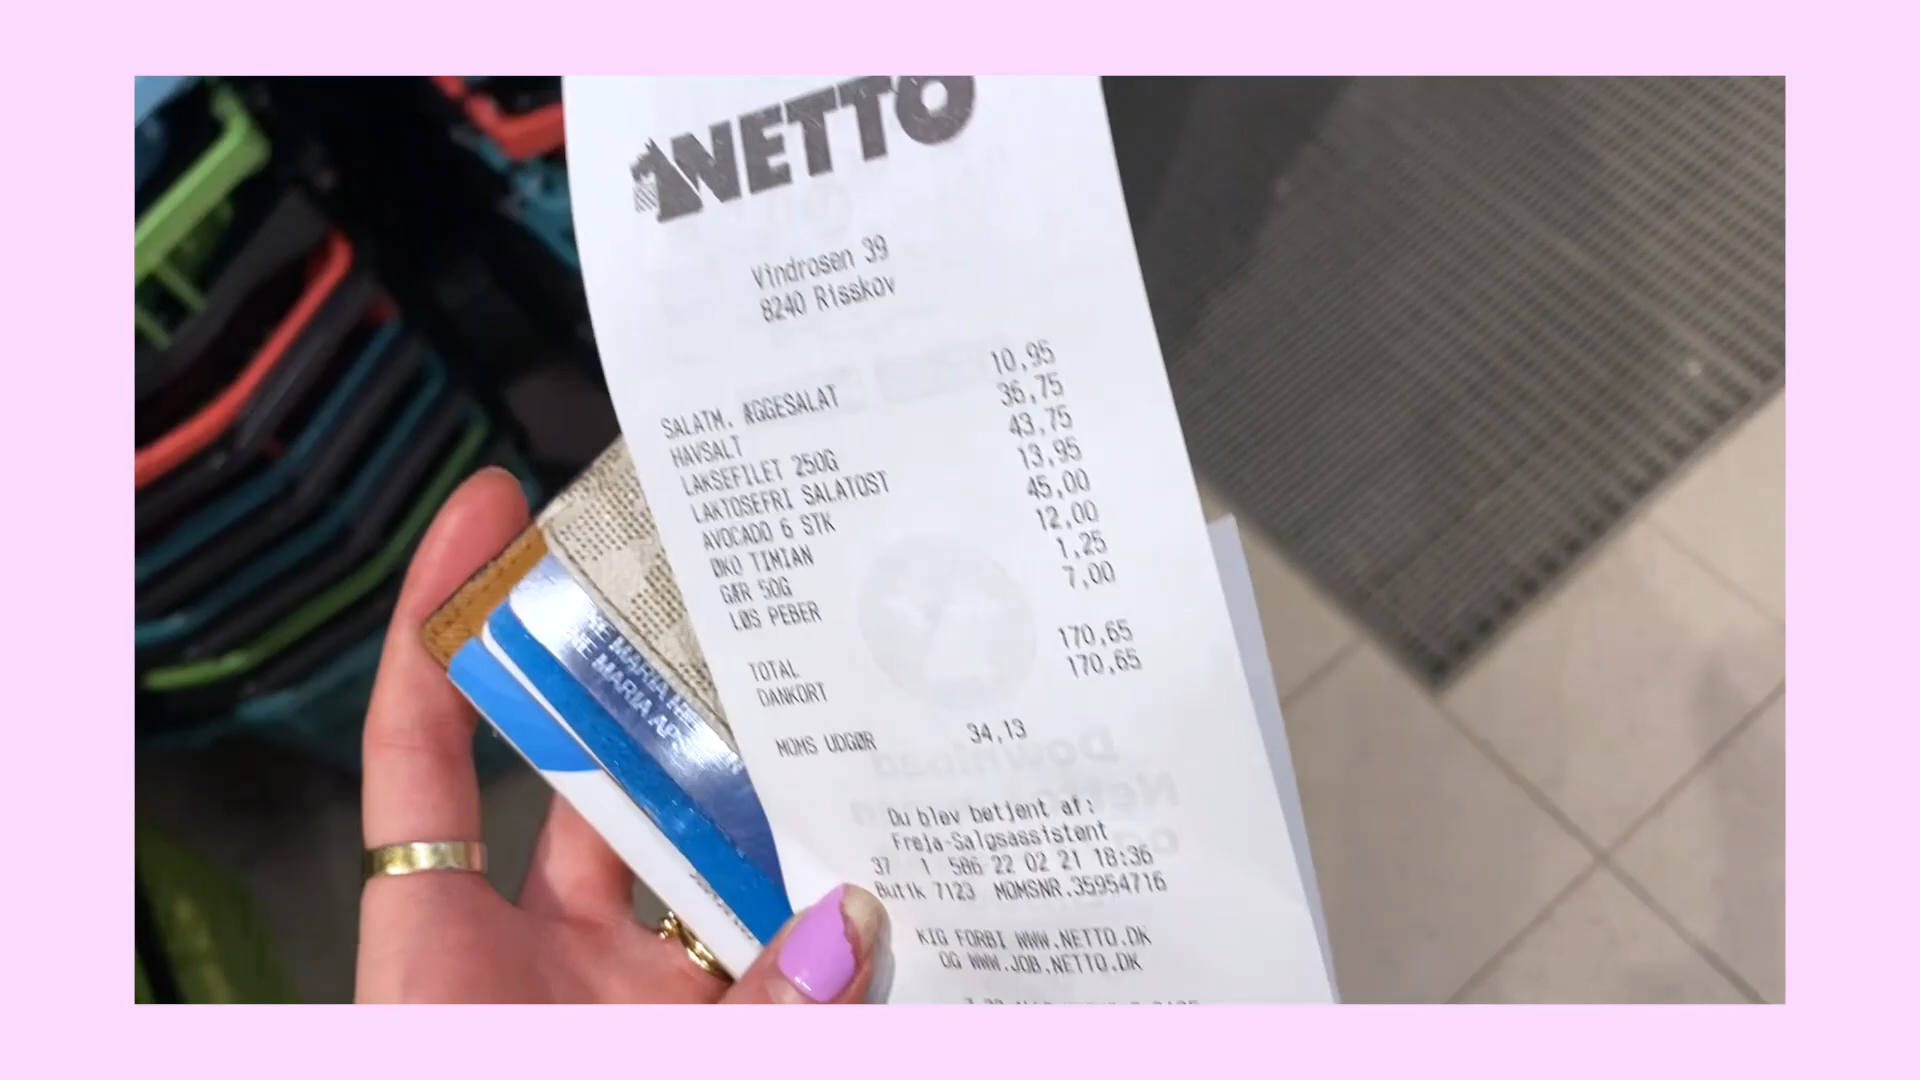 NETTO
Vindrosen 39
8240 Risskov
SALATM. ÆGGESALAT 10,95
HAVSALT 36,75
LAKSEFILET 250G 43,75
LAKTOSEFRI SALATOST 13,95
AVOCADO 6 STK 45,00
ØKO TIMIAN 12,00
GÆR 50G 1,25
LØS PEBER 7,00
TOTAL 170,65
DANKORT 170,65
MOMS UDGØR 34,13
Du blev betjent af:
Freja-Salgsassistent
37 1 586 22 02 21 18:36
Butik 7123 MOMSNR.35954716
KIG FORBI WWW.NETTO.DK
OG WWW.JOB.NETTO.DK
MARIA
MARIA
Download